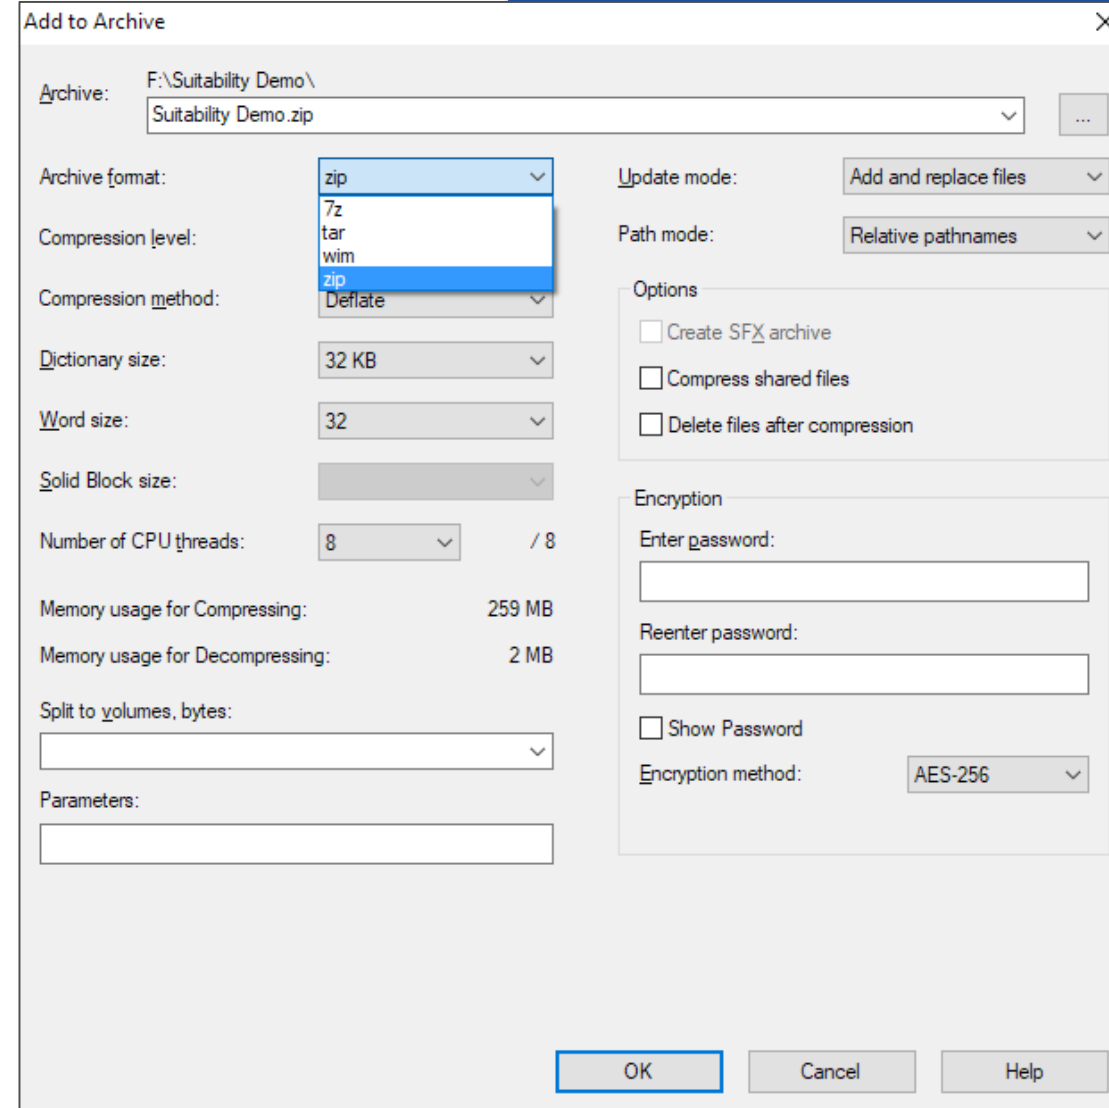 Add to Archive
Archive:
F:\Suitability Demo\
Suitability Demo.zip
...
Archive format:
zip
7z
tar
wim
zip
Compression level:
Compression method:
Deflate
Dictionary size:
32 KB
Word size:
32
Solid Block size:
Number of CPU threads:
8
/ 8
Memory usage for Compressing:
259 MB
Memory usage for Decompressing:
2 MB
Split to volumes, bytes:
Parameters:
Update mode:
Add and replace files
Path mode:
Relative pathnames
Options
Create SFX archive
Compress shared files
Delete files after compression
Encryption
Enter password:
Reenter password:
Show Password
Encryption method:
AES-256
OK
Cancel
Help